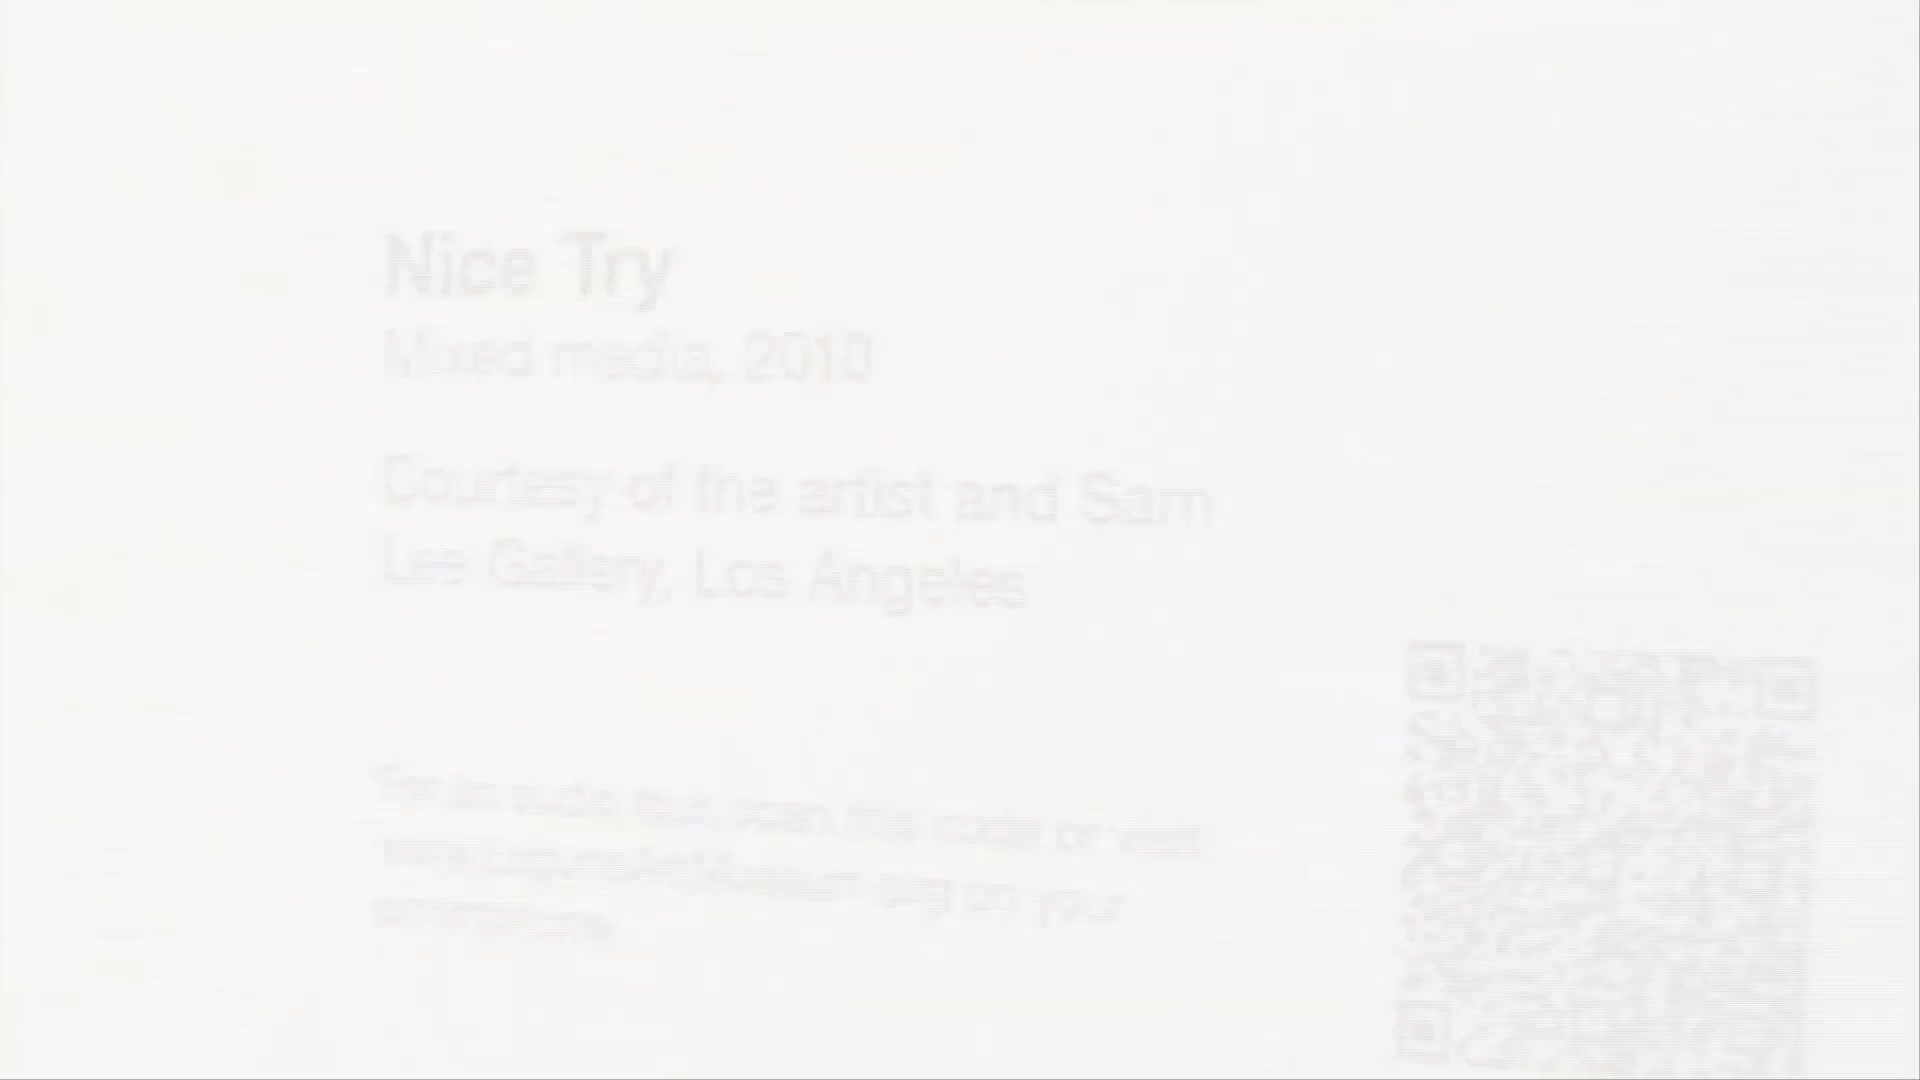 Nice Try
Mixed media, 2010
Courtesy of the artist and Sam
Lee Gallery, Los Angeles
For an audio tour, scan this code or visit
on your